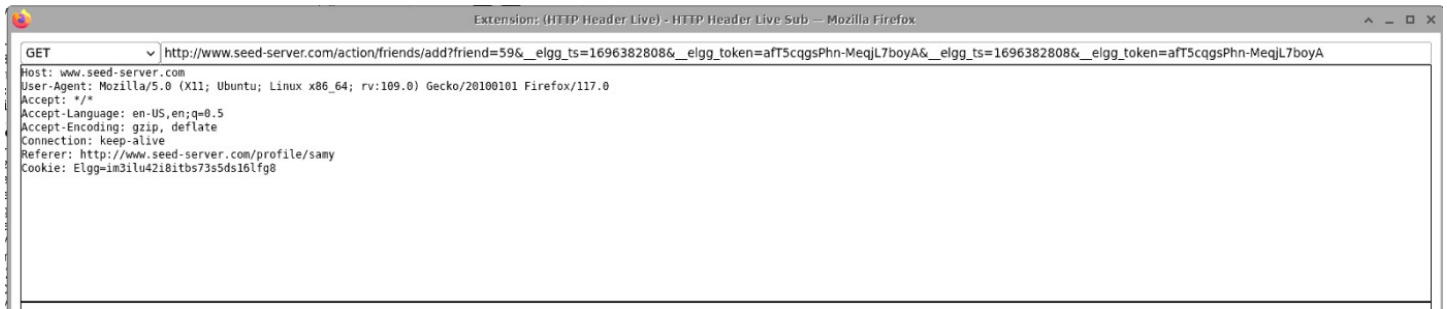 Extension: (HTTP Header Live) - HTTP Header Live Sub — Mozilla Firefox
GET http://www.seed-server.com/action/friends/add?friend=59&__elgg_ts=1696382808&__elgg_token=afT5cqgsPhn-MeqjL7boyA&__elgg_ts=1696382808&__elgg_token=afT5cqgsPhn-MeqjL7boyA
Host: www.seed-server.com
User-Agent: Mozilla/5.0 (X11; Ubuntu; Linux x86_64; rv:109.0) Gecko/20100101 Firefox/117.0
Accept: */*
Accept-Language: en-US,en;q=0.5
Accept-Encoding: gzip, deflate
Connection: keep-alive
Referer: http://www.seed-server.com/profile/samy
Cookie: Elgg=im3ilu42i8itbs73s5ds16lfg8